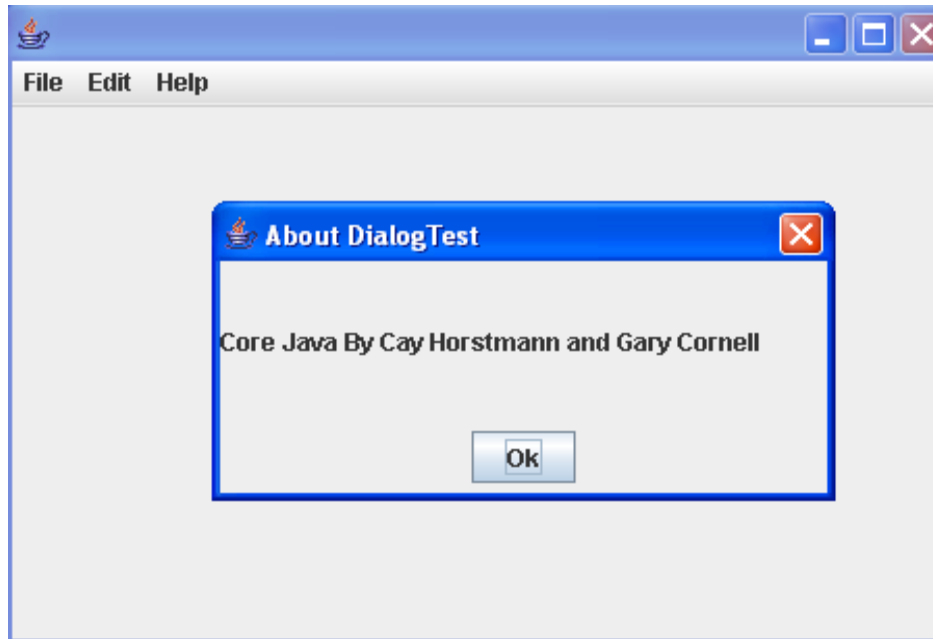 File Edit Help
About DialogTest
Core Java By Cay Horstmann and Gary Cornell
Ok